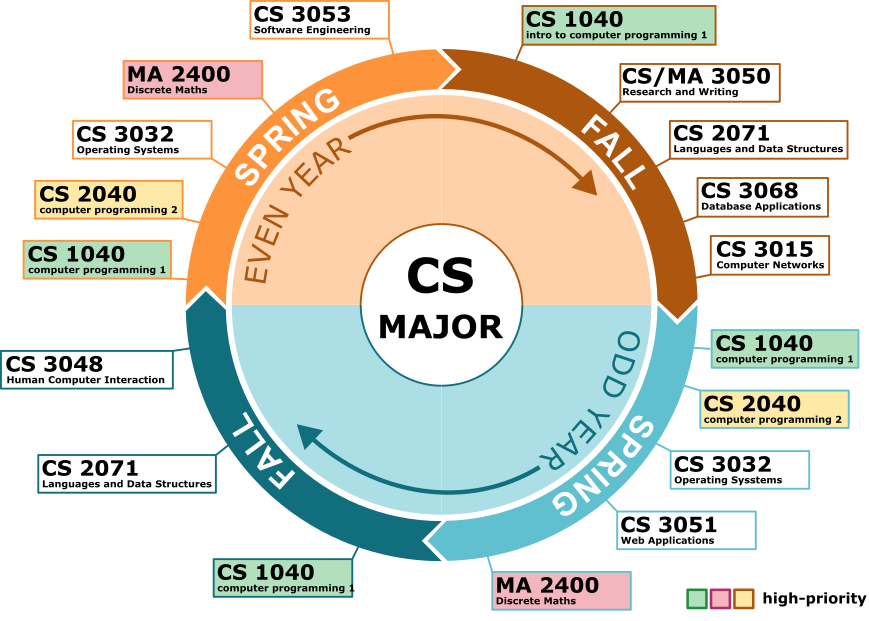 CS 3053
Software Engineering
CS 1040
intro to computer programming 1
MA 2400
Discrete Maths
CS/MA 3050
Research and Writing
CS 3032
Operating Systems
CS 2071
Languages and Data Structures
CS 2040
computer programming 2
CS 3068
Database Applications
CS 1040
computer programming 1
CS 3015
Computer Networks
SPRING
FALL
EVEN YEAR
CS
MAJOR
ODD YEAR
FALL
SPRING
CS 3048
Human Computer Interaction
CS 1040
computer programming 1
CS 2040
computer programming 2
CS 2071
Languages and Data Structures
CS 3032
Operating Sysstems
CS 3051
Web Applications
CS 1040
computer programming 1
MA 2400
Discrete Maths
high-priority